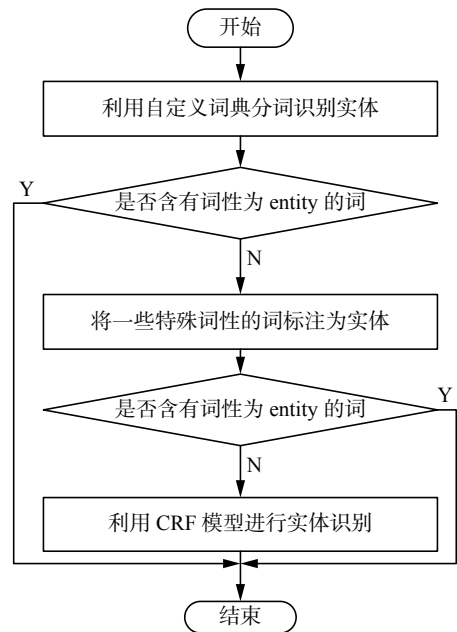 开始
利用自定义词典分词识别实体
Y
是否含有词性为 entity 的词
N
将一些特殊词性的词标注为实体
是否含有词性为 entity 的词
Y
N
利用 CRF 模型进行实体识别
结束